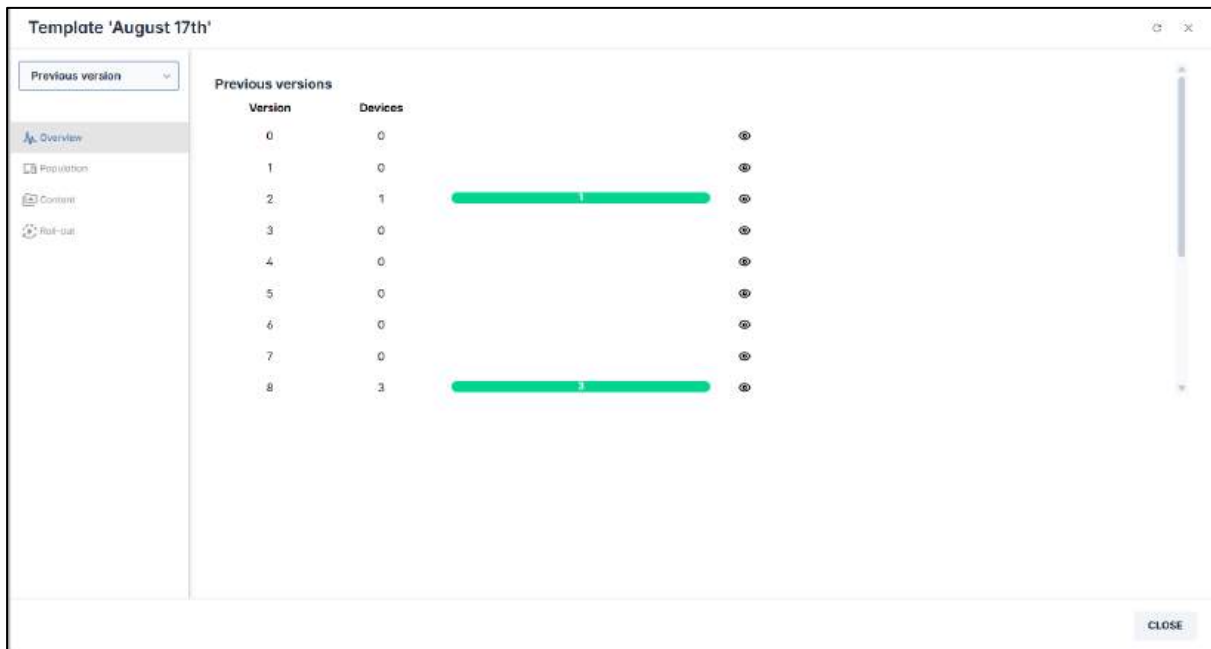 Template 'August 17th'
Previous version
Overview
Population
Content
Roll-out
Previous versions
Version Devices
0 0
1 0
2 1 1
3 0
4 0
5 0
6 0
7 0
8 3 3
CLOSE